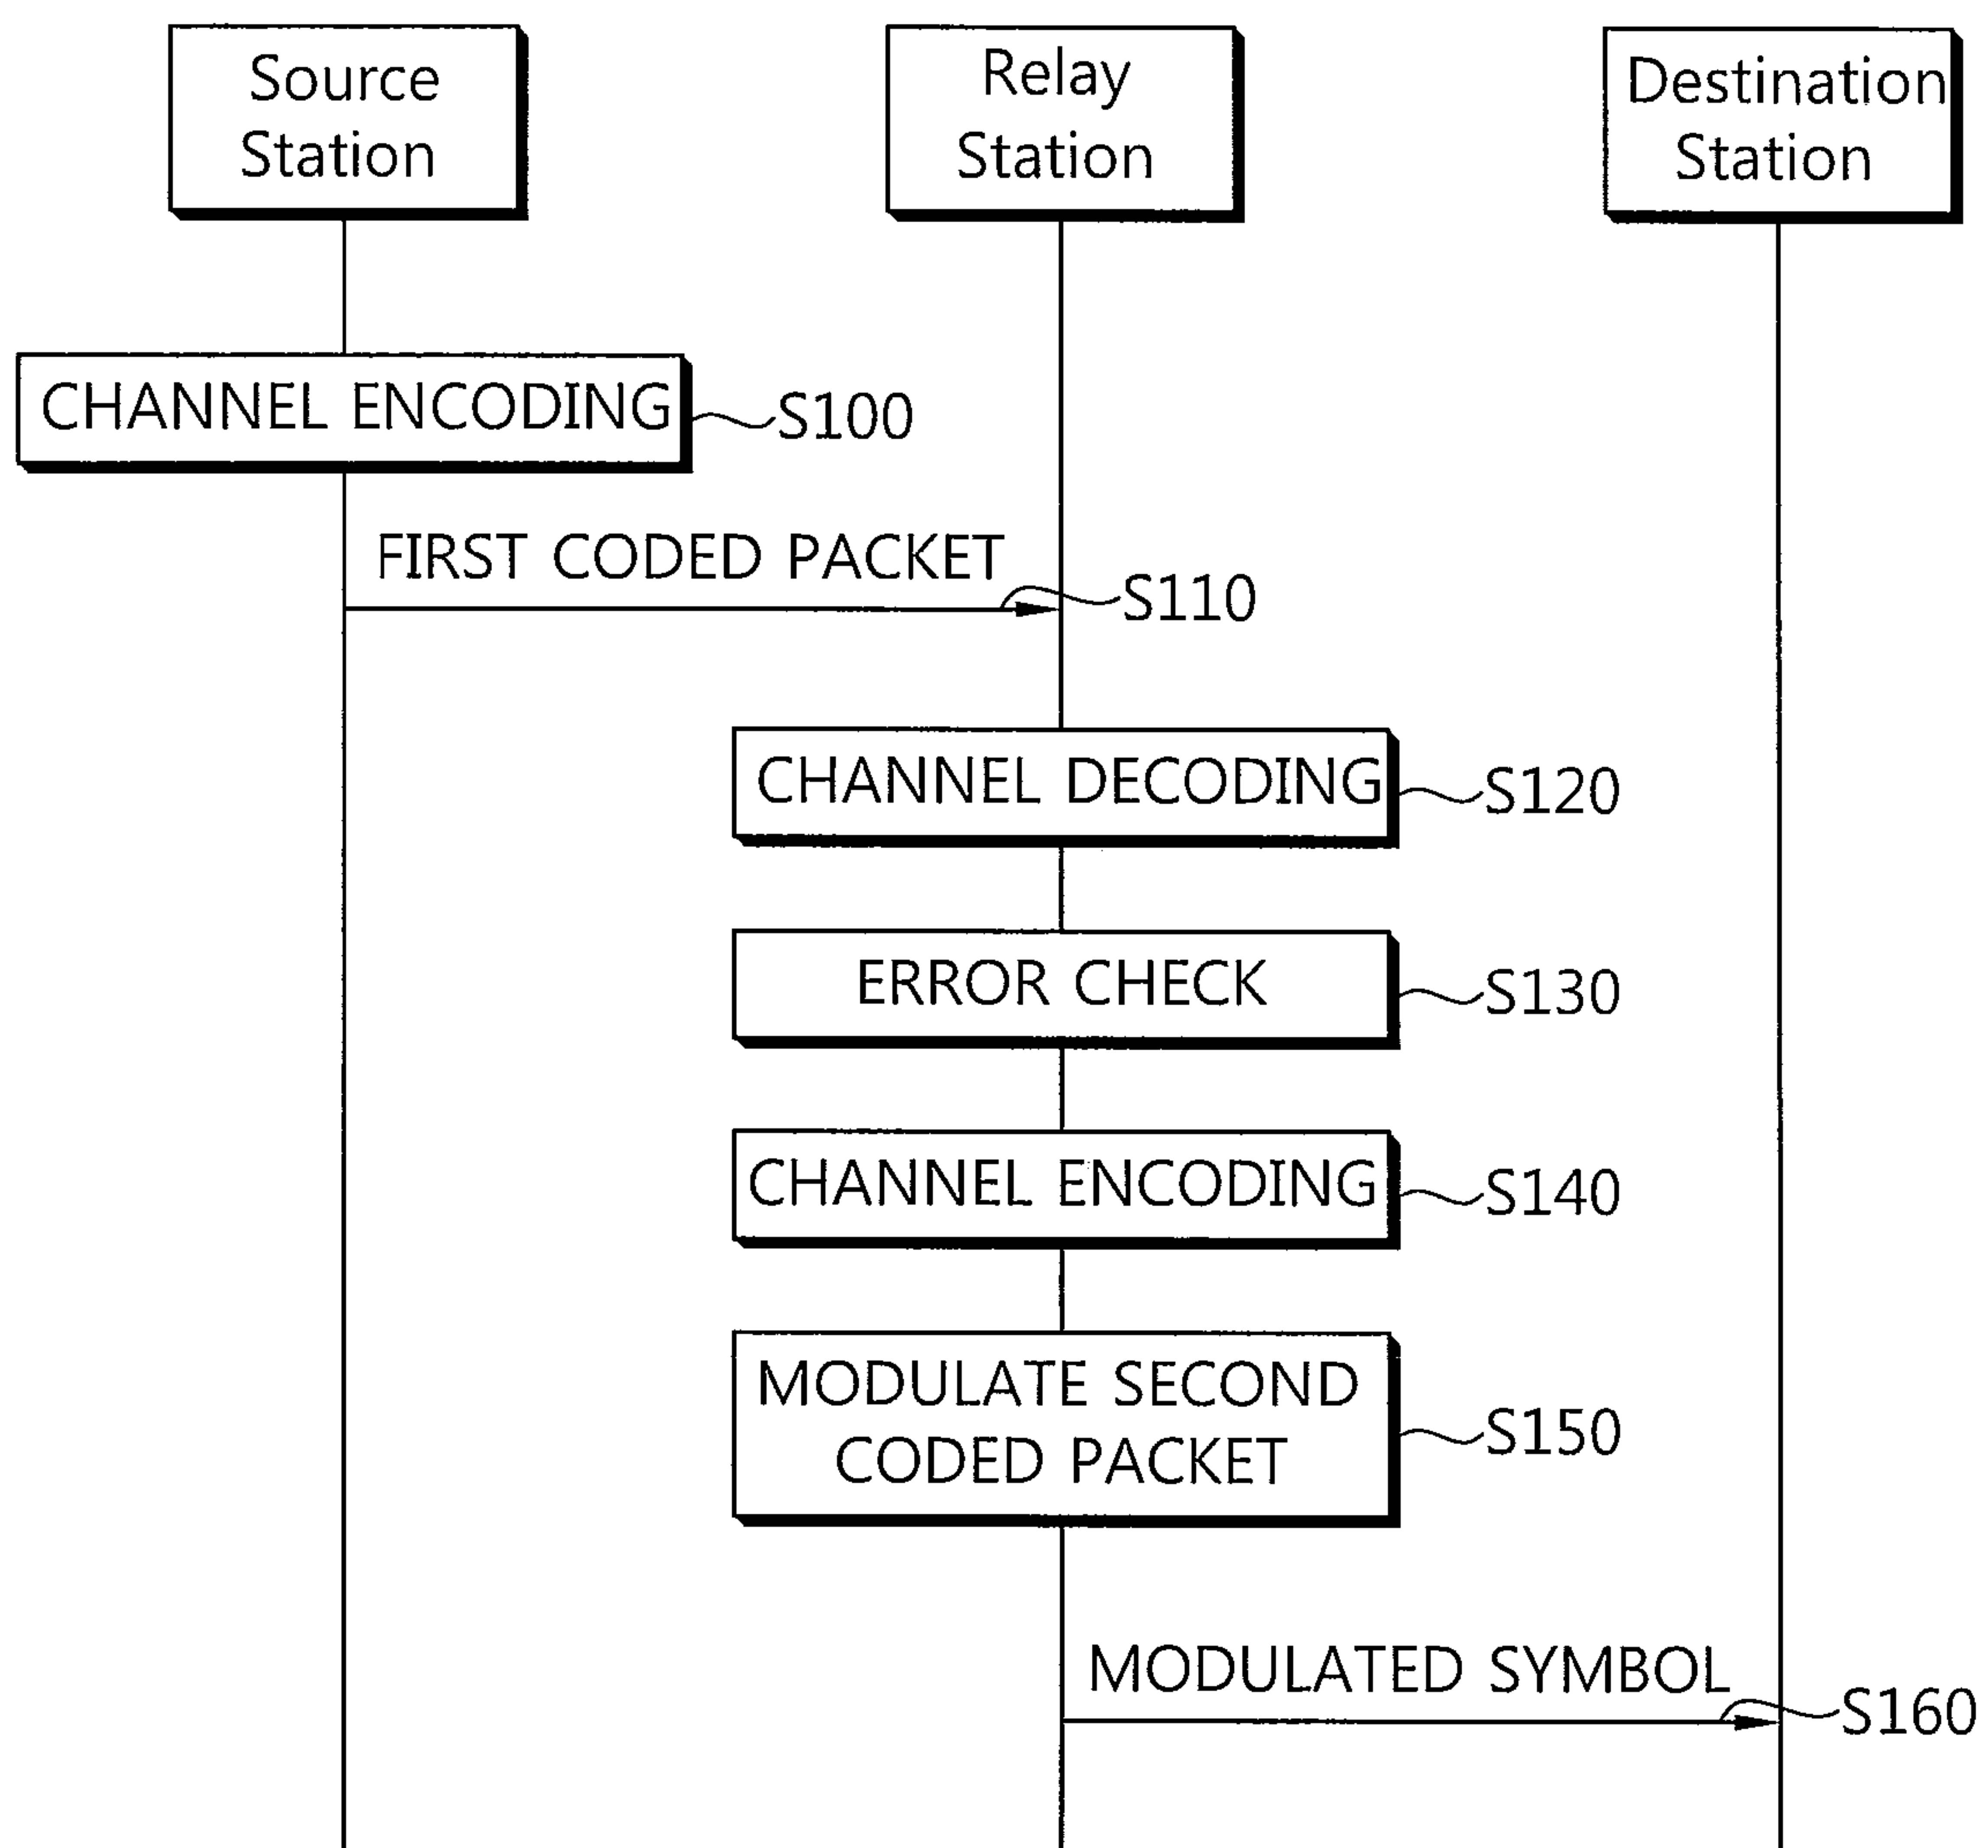 Source
Station
Relay
Station
Destination
Station
CHANNEL ENCODING
S100
FIRST CODED PACKET
S110
CHANNEL DECODING
S120
ERROR CHECK
S130
CHANNEL ENCODING
S140
MODULATE SECOND
CODED PACKET
S150
MODULATED SYMBOL
S160